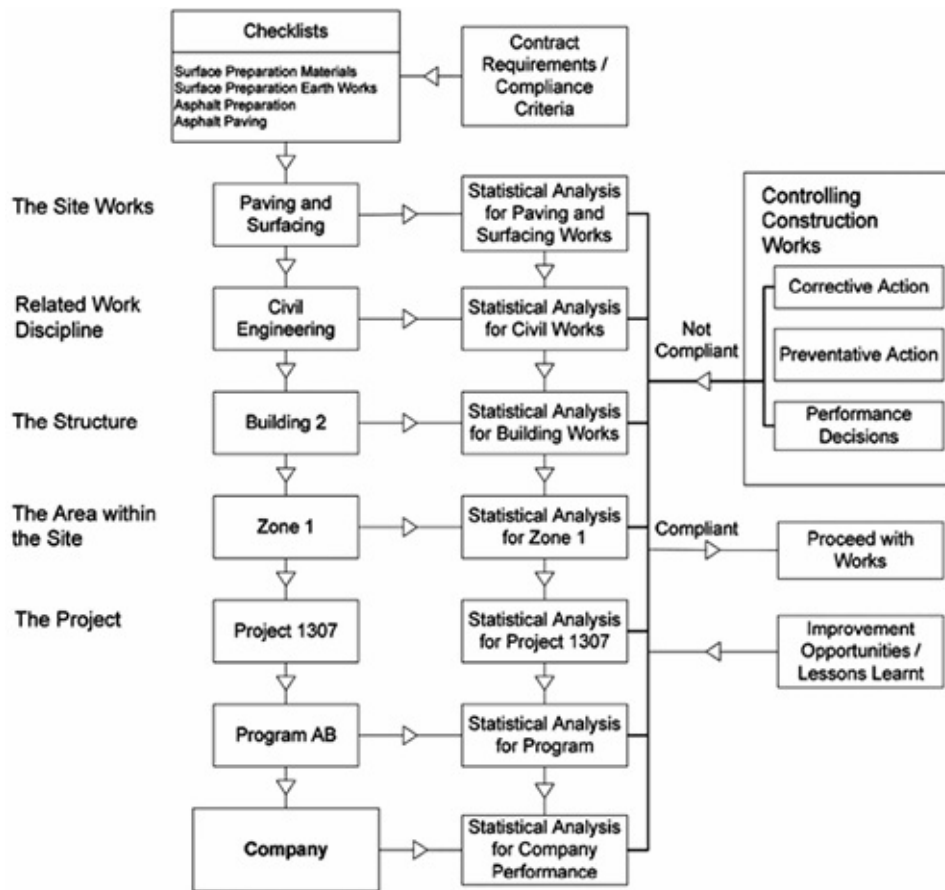 Checklists
Surface Preparation Materials
Surface Preparation Earth Works
Asphalt Preparation
Asphalt Paving
Contract
Requirements /
Compliance
Criteria
The Site Works
Paving and
Surfacing
Statistical Analysis
for Paving and
Surfacing Works
Controlling
Construction
Works
Corrective Action
Preventative Action
Performance
Decisions
Related Work
Discipline
Civil
Engineering
Statistical Analysis
for Civil Works
Not
Compliant
The Structure
Building 2
Statistical Analysis
for Building Works
The Area within
the Site
Zone 1
Statistical Analysis
for Zone 1
Compliant
Proceed with
Works
The Project
Project 1307
Statistical Analysis
for Project 1307
Improvement
Opportunities /
Lessons Learnt
Program AB
Statistical Analysis
for Program
Company
Statistical Analysis
for Company
Performance